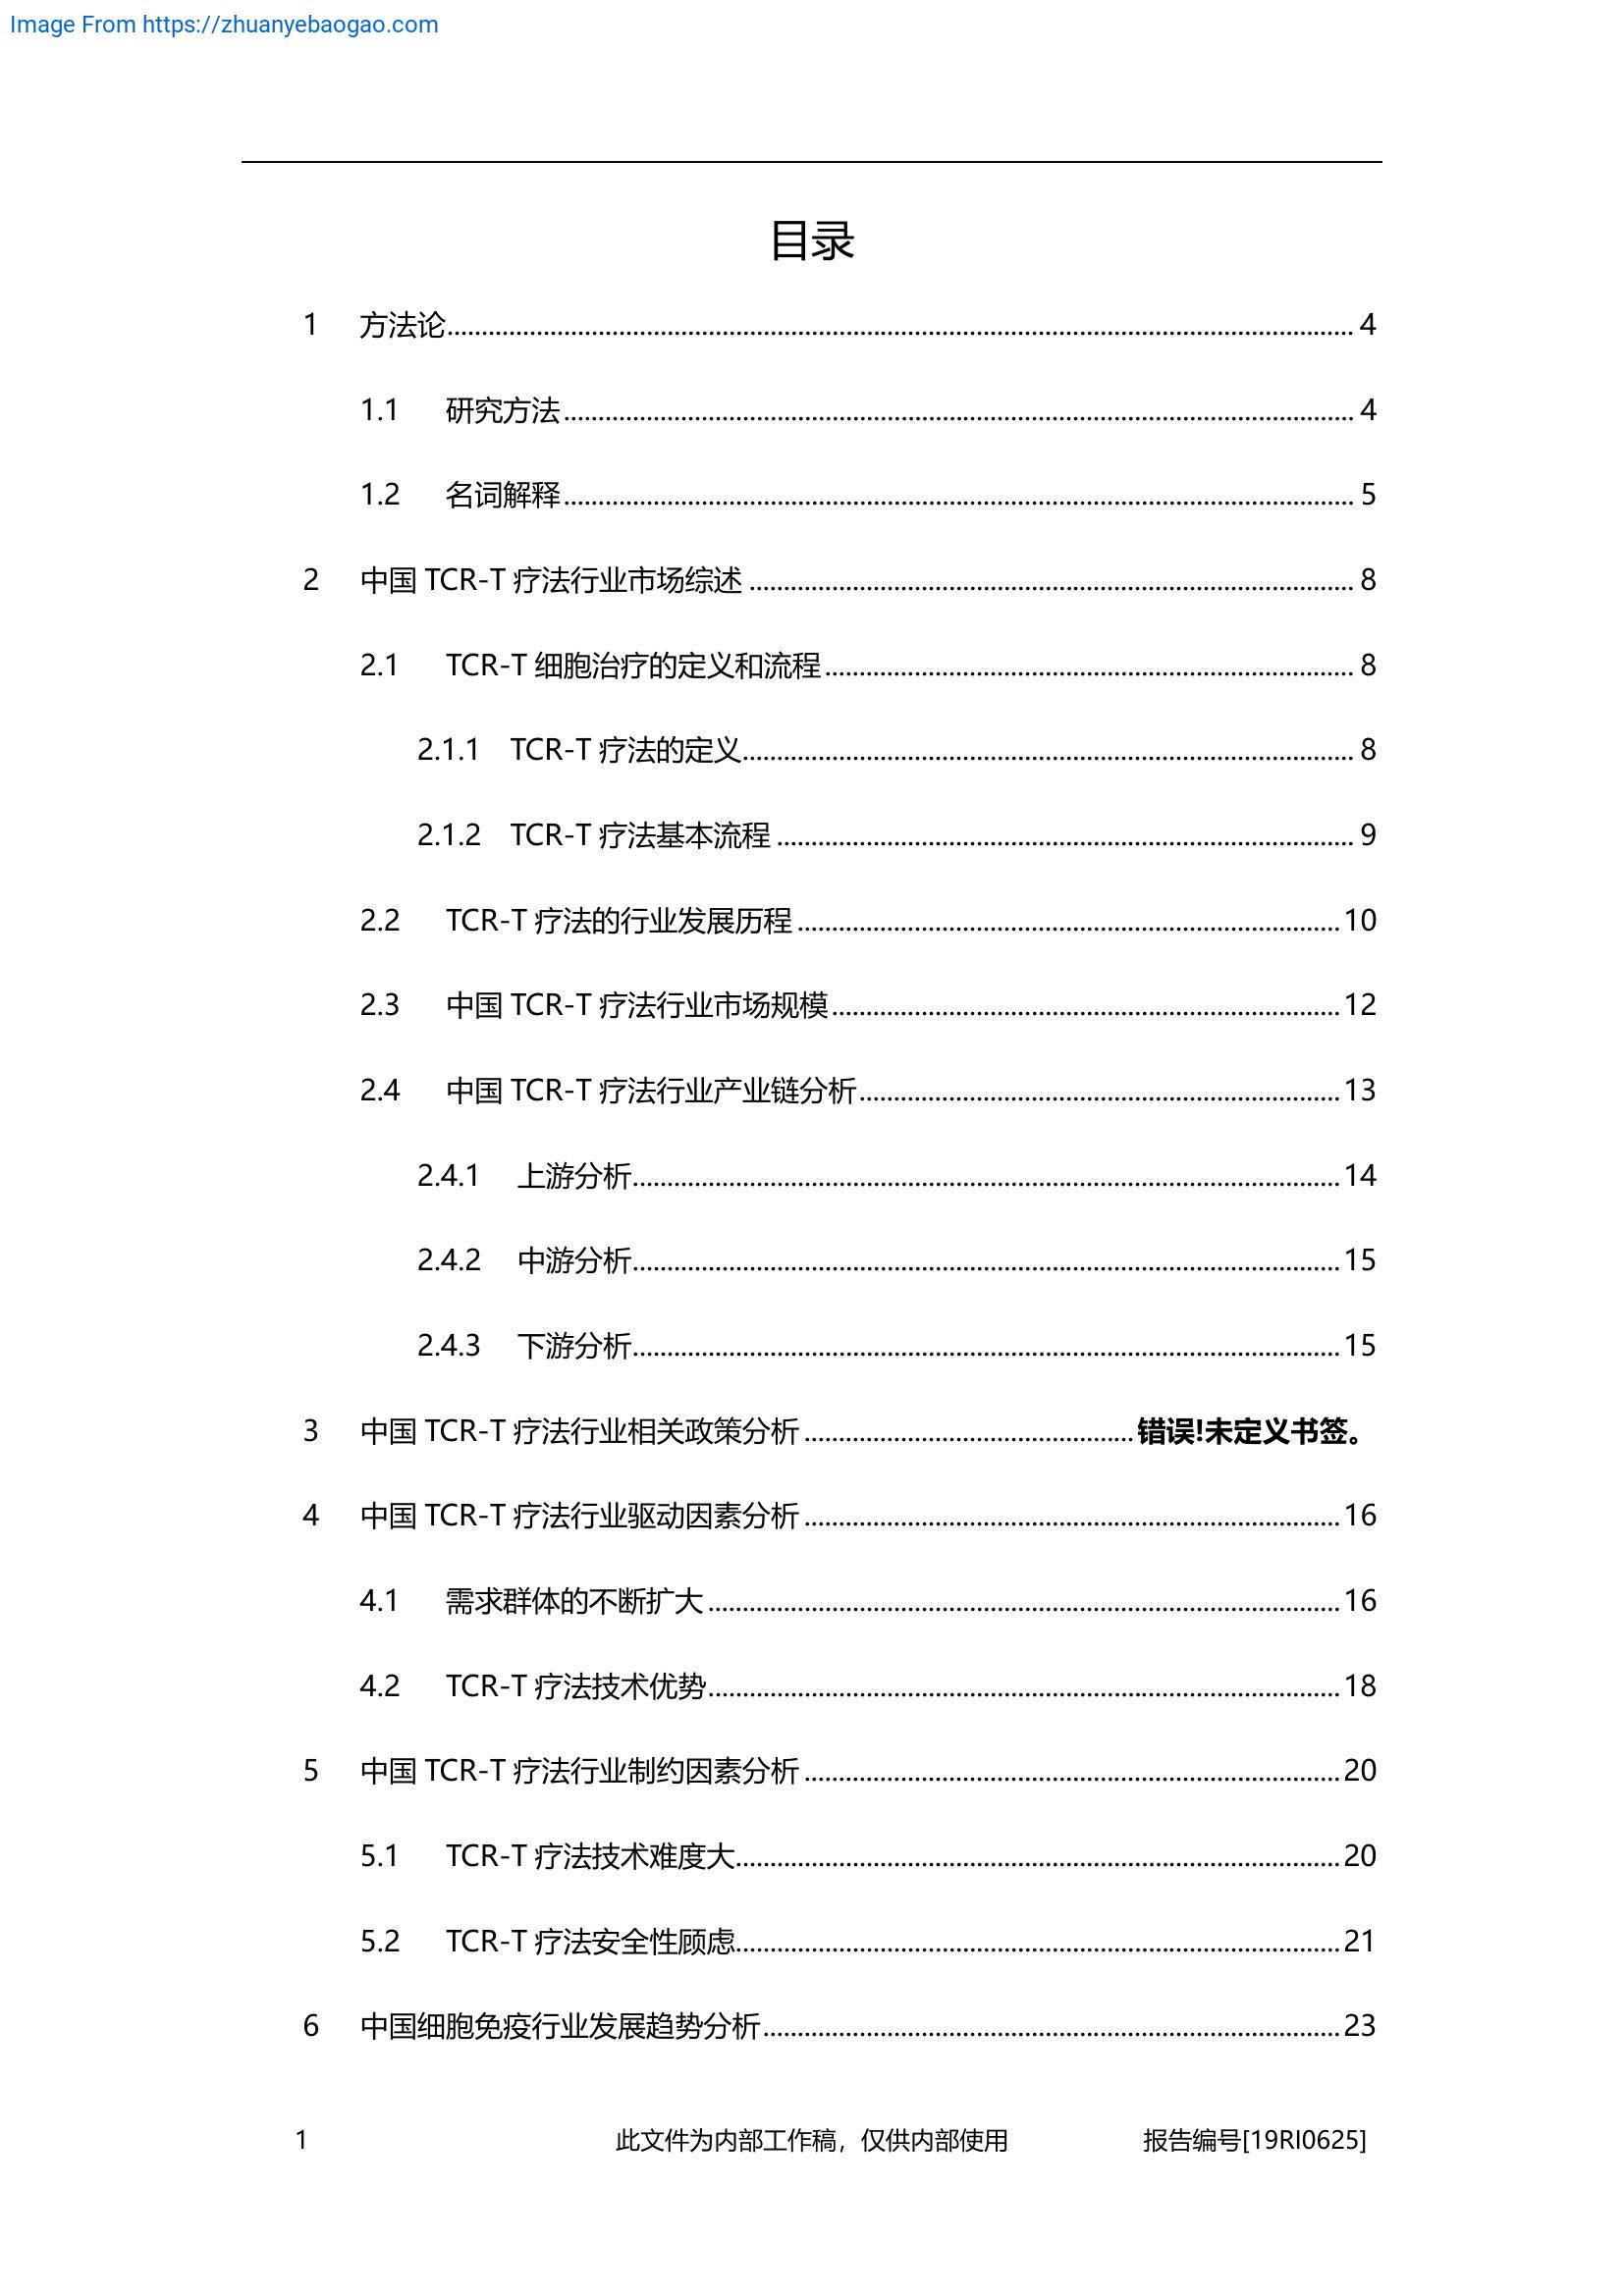 Image From https://zhuanyebaogao.com
目录
1 方法论........................................ 4
1.1 研究方法........................................ 4
1.2 名词解释........................................ 5
2 中国 TCR-T 疗法行业市场综述........................................ 8
2.1 TCR-T 细胞治疗的定义和流程........................................ 8
2.1.1 TCR-T 疗法的定义........................................ 8
2.1.2 TCR-T 疗法基本流程........................................ 9
2.2 TCR-T 疗法的行业发展历程........................................ 10
2.3 中国 TCR-T 疗法行业市场规模........................................ 12
2.4 中国 TCR-T 疗法行业产业链分析........................................ 13
2.4.1 上游分析........................................ 14
2.4.2 中游分析........................................ 15
2.4.3 下游分析........................................ 15
3 中国 TCR-T 疗法行业相关政策分析........................................ 错误!未定义书签。
4 中国 TCR-T 疗法行业驱动因素分析........................................ 16
4.1 需求群体的不断扩大........................................ 16
4.2 TCR-T 疗法技术优势........................................ 18
5 中国 TCR-T 疗法行业制约因素分析........................................ 20
5.1 TCR-T 疗法技术难度大........................................ 20
5.2 TCR-T 疗法安全性顾虑........................................ 21
6 中国细胞免疫行业发展趋势分析........................................ 23
1 此文件为内部工作稿，仅供内部使用 报告编号[19RI0625]